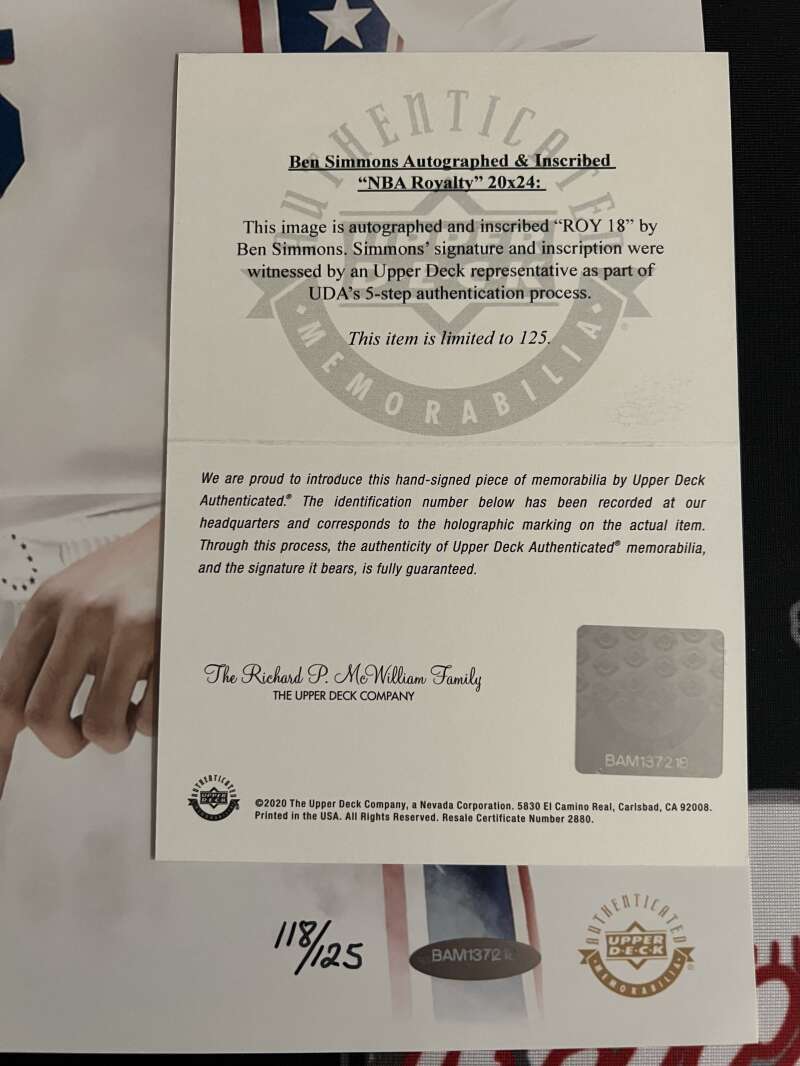 AUTHENTICATED
UPPER
DECK
MEMORABILIA
Ben Simmons Autographed & Inscribed
“NBA Royalty” 20x24:
This image is autographed and inscribed “ROY 18” by
Ben Simmons. Simmons’ signature and inscription were
witnessed by an Upper Deck representative as part of
UDA’s 5-step authentication process.
This item is limited to 125.
We are proud to introduce this hand-signed piece of memorabilia by Upper Deck
Authenticated.® The identification number below has been recorded at our
headquarters and corresponds to the holographic marking on the actual item.
Through this process, the authenticity of Upper Deck Authenticated® memorabilia,
and the signature it bears, is fully guaranteed.
The Richard P. McWilliam Family
THE UPPER DECK COMPANY
BAM137218
AUTHENTICATED
UPPER
DECK
MEMORABILIA
©2020 The Upper Deck Company, a Nevada Corporation. 5830 El Camino Real, Carlsbad, CA 92008.
Printed in the USA. All Rights Reserved. Resale Certificate Number 2880.
118/125
AUTHENTICATED
UPPER
D·E·C·K
MEMORABILIA